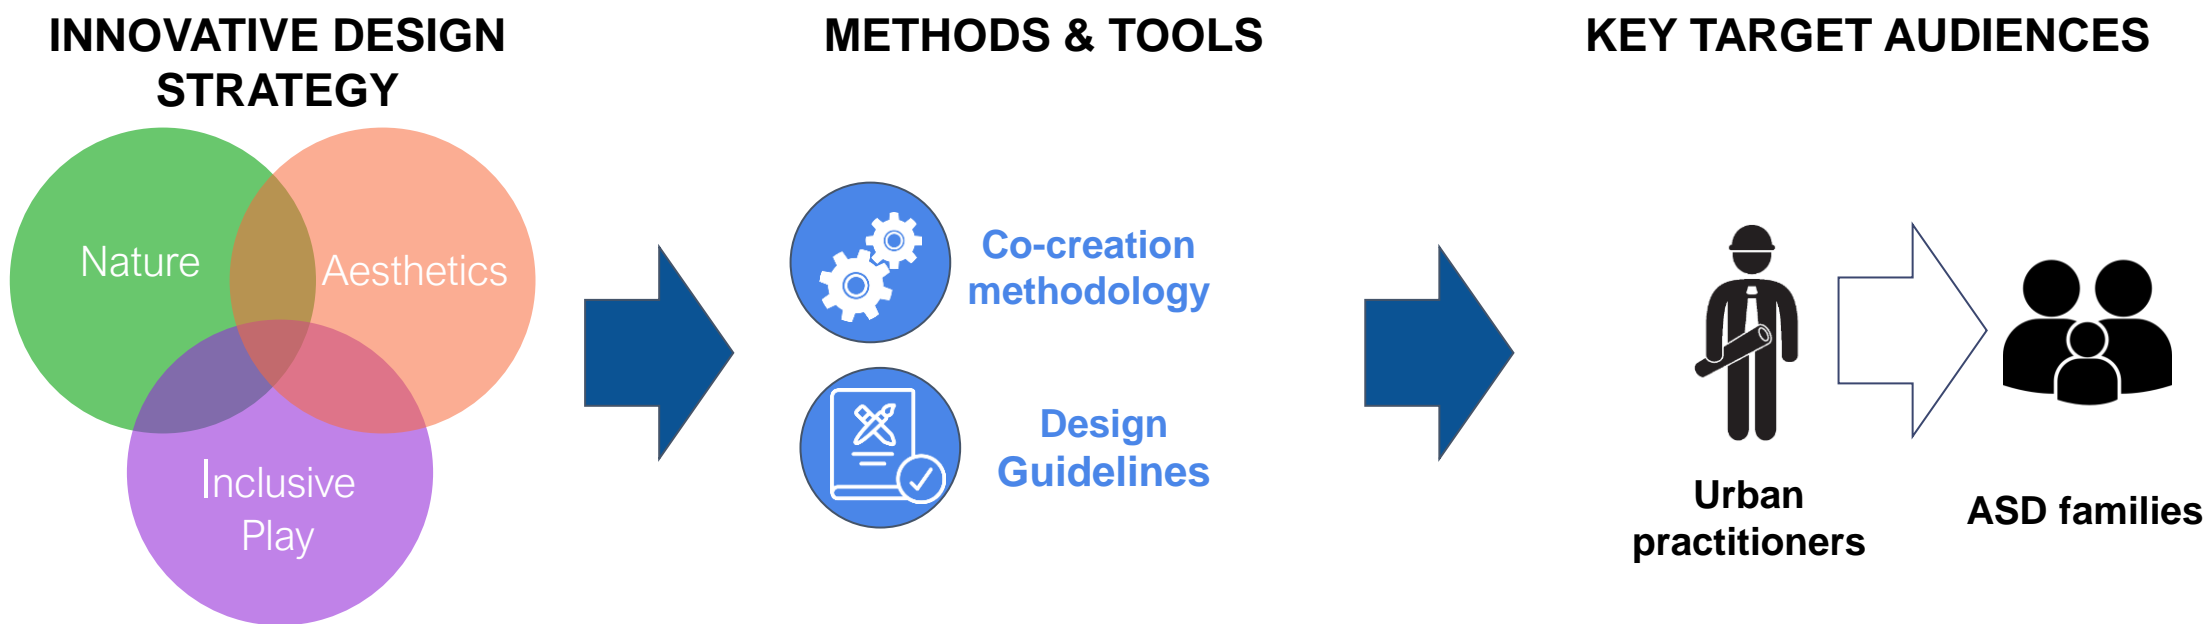 INNOVATIVE DESIGN
STRATEGY
Nature
Aesthetics
Inclusive
Play
METHODS & TOOLS
Co-creation
methodology
Design
Guidelines
KEY TARGET AUDIENCES
Urban
practitioners
ASD families